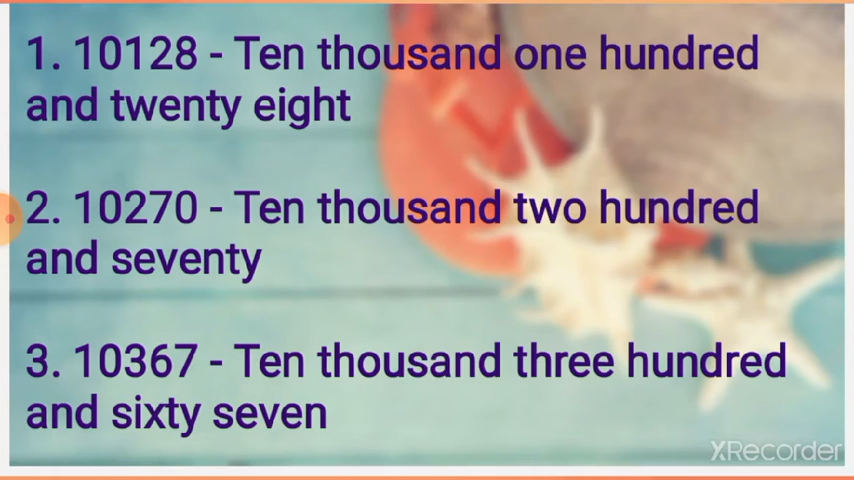 1. 10128 - Ten thousand one hundred
and twenty eight
2. 10270 - Ten thousand two hundred
and seventy
3. 10367 - Ten thousand three hundred
and sixty seven
XRecorder